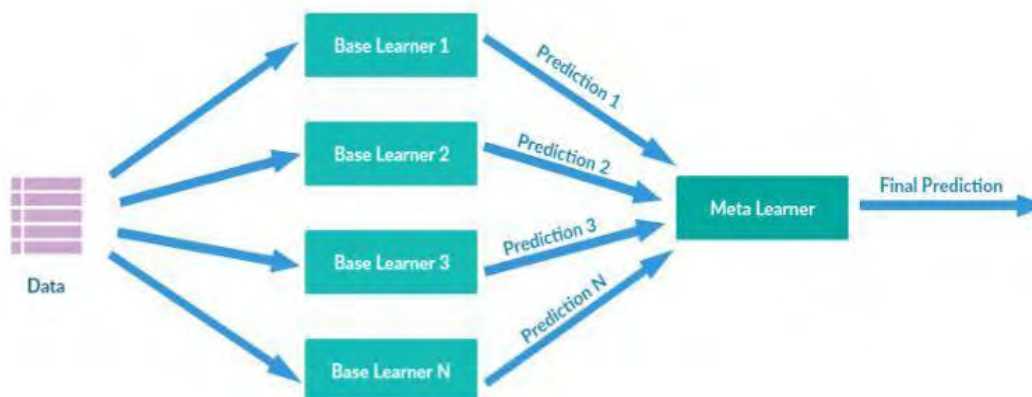 Base Learner 1
Prediction 1
Base Learner 2
Prediction 2
Data
Meta Learner
Final Prediction
Base Learner 3
Prediction 3
Base Learner N
Prediction N